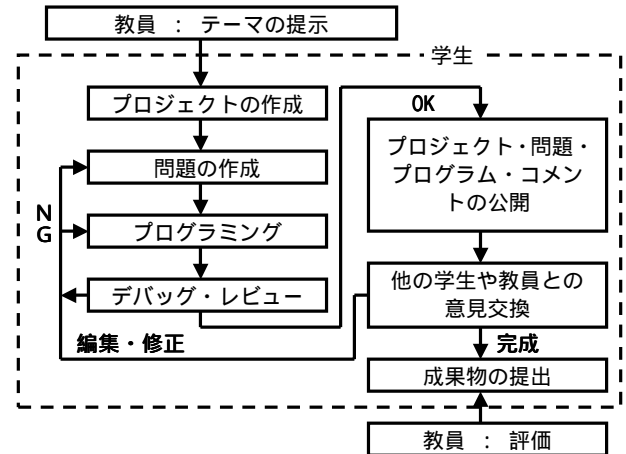 教員 : テーマの提示
学生
プロジェクトの作成
問題の作成
プログラミング
デバッグ・レビュー
NG
編集・修正
OK
プロジェクト・問題・
プログラム・コメン
トの公開
他の学生や教員との
意見交換
完成
成果物の提出
教員 : 評価